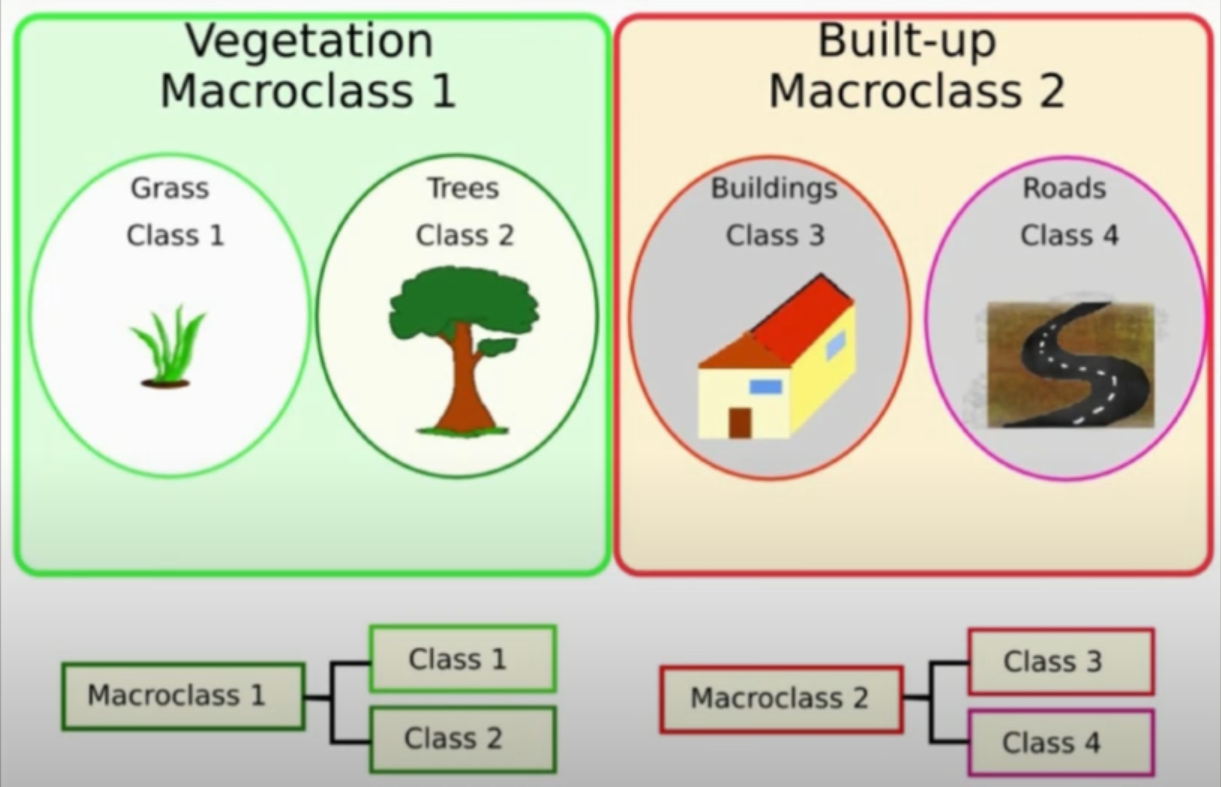 Vegetation
Macroclass 1
Grass
Class 1
Trees
Class 2
Built-up
Macroclass 2
Buildings
Class 3
Roads
Class 4
Macroclass 1
Class 1
Class 2
Macroclass 2
Class 3
Class 4